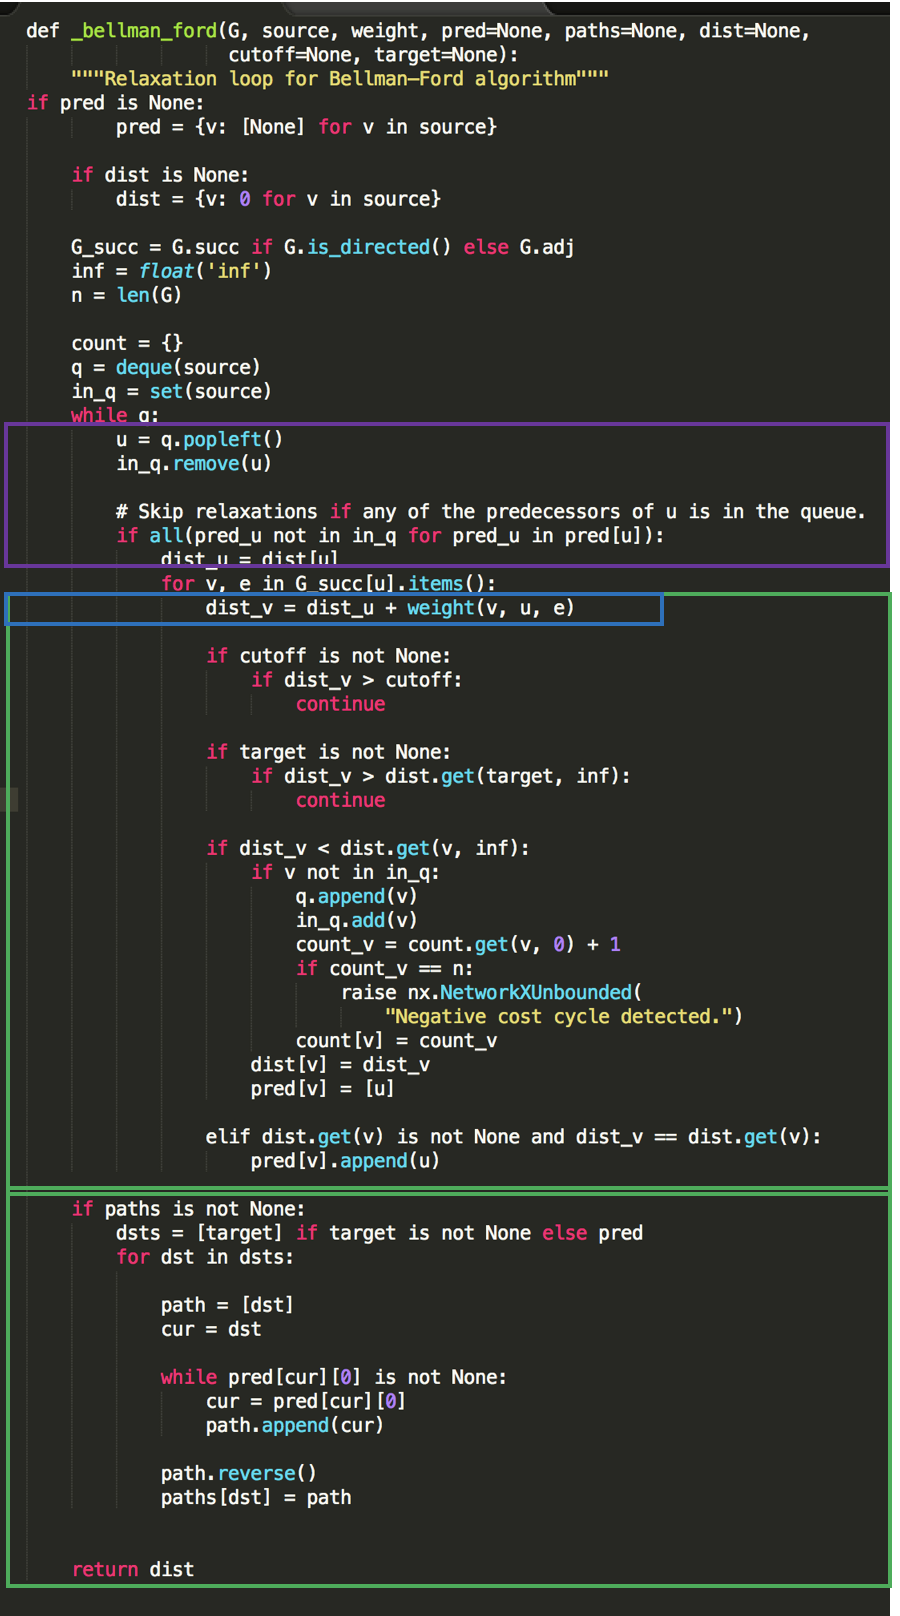 def _bellman_ford(G, source, weight, pred=None, paths=None, dist=None,
                  cutoff=None, target=None):
    """Relaxation loop for Bellman–Ford algorithm"""
if pred is None:
        pred = {v: [None] for v in source}

    if dist is None:
        dist = {v: 0 for v in source}

    G_succ = G.succ if G.is_directed() else G.adj
    inf = float('inf')
    n = len(G)

    count = {}
    q = deque(source)
    in_q = set(source)
    while q:
        u = q.popleft()
        in_q.remove(u)

        # Skip relaxations if any of the predecessors of u is in the queue.
        if all(pred_u not in in_q for pred_u in pred[u]):
            dist_u = dist[u]
            for v, e in G_succ[u].items():
                dist_v = dist_u + weight(v, u, e)

                if cutoff is not None:
                    if dist_v > cutoff:
                        continue

                if target is not None:
                    if dist_v > dist.get(target, inf):
                        continue

                if dist_v < dist.get(v, inf):
                    if v not in in_q:
                        q.append(v)
                        in_q.add(v)
                        count_v = count.get(v, 0) + 1
                        if count_v == n:
                            raise nx.NetworkXUnbounded(
                                "Negative cost cycle detected.")
                        count[v] = count_v
                    dist[v] = dist_v
                    pred[v] = [u]

                elif dist.get(v) is not None and dist_v == dist.get(v):
                    pred[v].append(u)

    if paths is not None:
        dsts = [target] if target is not None else pred
        for dst in dsts:

            path = [dst]
            cur = dst

            while pred[cur][0] is not None:
                cur = pred[cur][0]
                path.append(cur)

            path.reverse()
            paths[dst] = path


    return dist